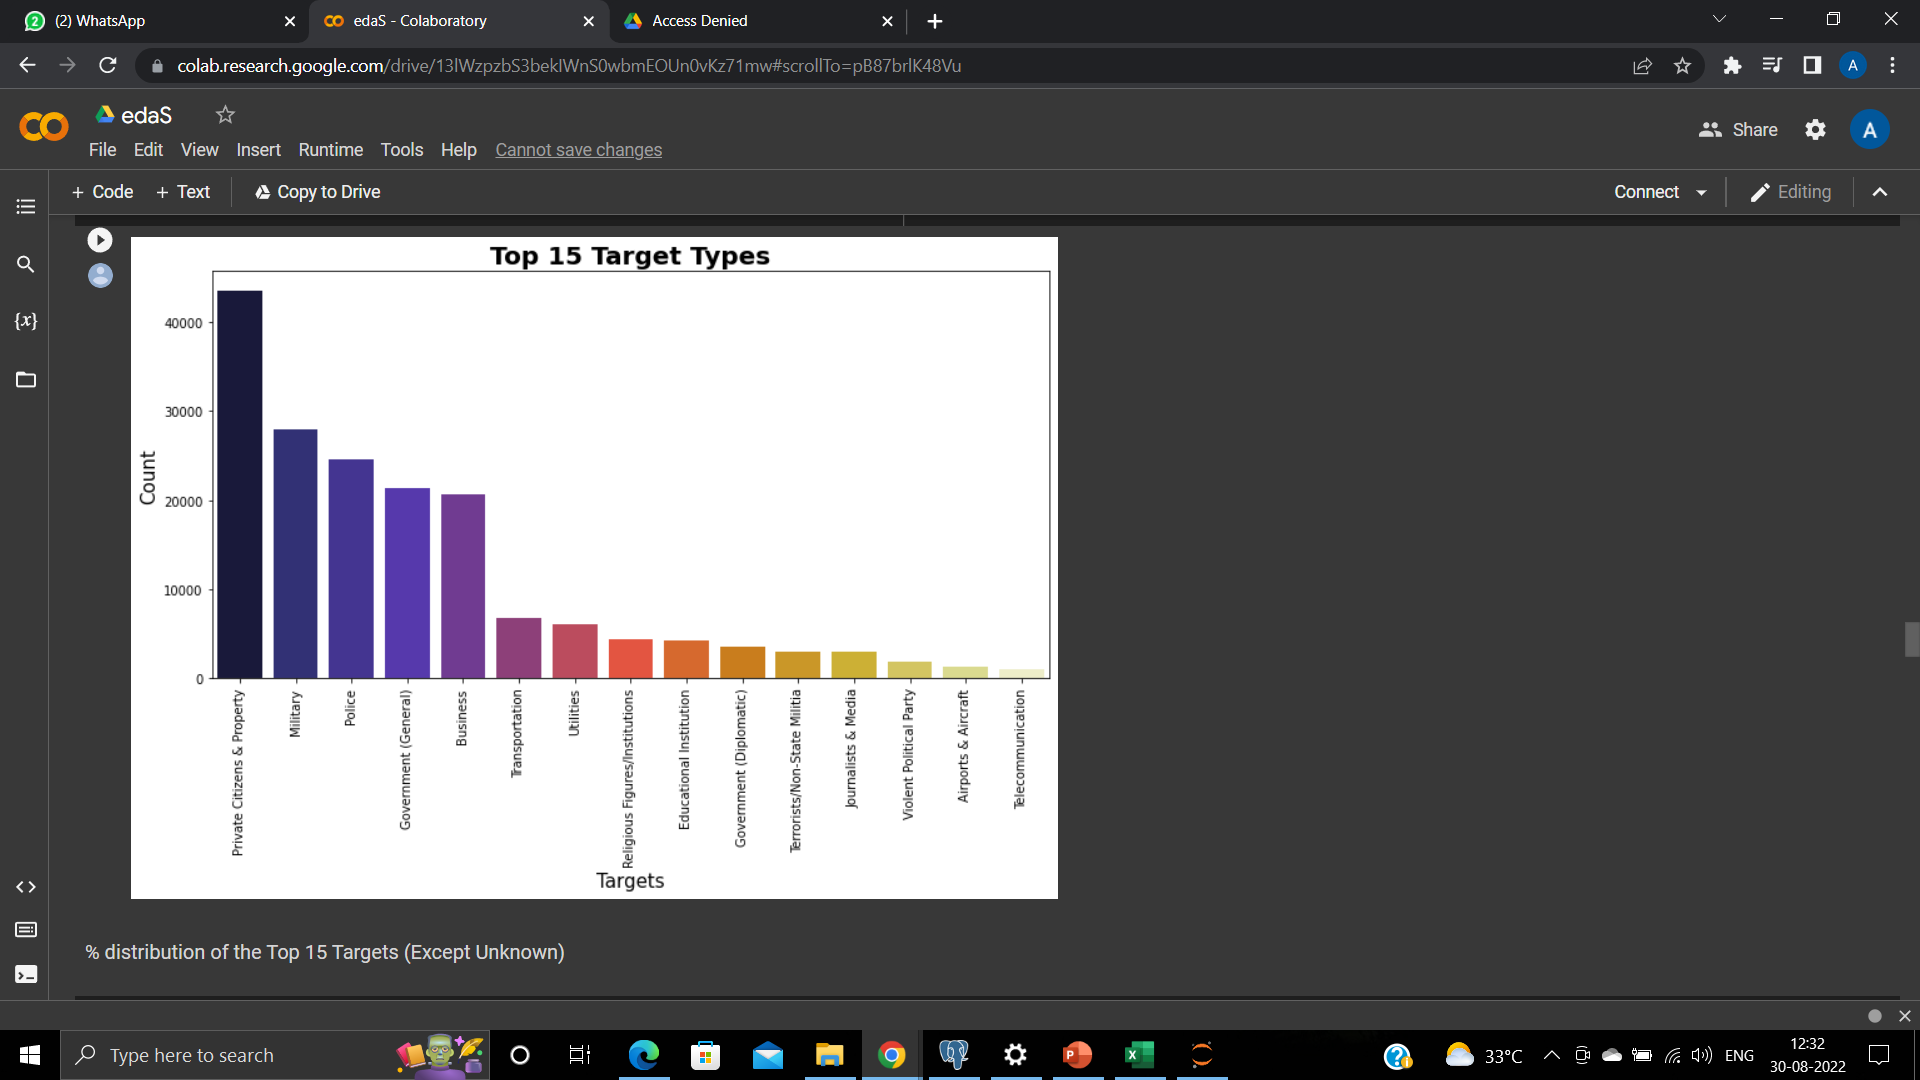 (2) WhatsApp
edaS - Colaboratory
Access Denied
colab.research.google.com/drive/13lWzpzbS3beklWnS0wbmEOUn0vKz71mw#scrollTo=pB87brlK48Vu
A
edaS
File Edit View Insert Runtime Tools Help Cannot save changes
Share
A
+ Code + Text Copy to Drive
Connect
Editing
{x}
Top 15 Target Types
Count
40000
30000
20000
10000
0
Private Citizens & Property
Military
Police
Government (General)
Business
Transportation
Utilities
Religious Figures/Institutions
Educational Institution
Government (Diplomatic)
Terrorists/Non-State Militia
Journalists & Media
Violent Political Party
Airports & Aircraft
Telecommunication
Targets
% distribution of the Top 15 Targets (Except Unknown)
Type here to search
33°C
ENG
12:32
30-08-2022